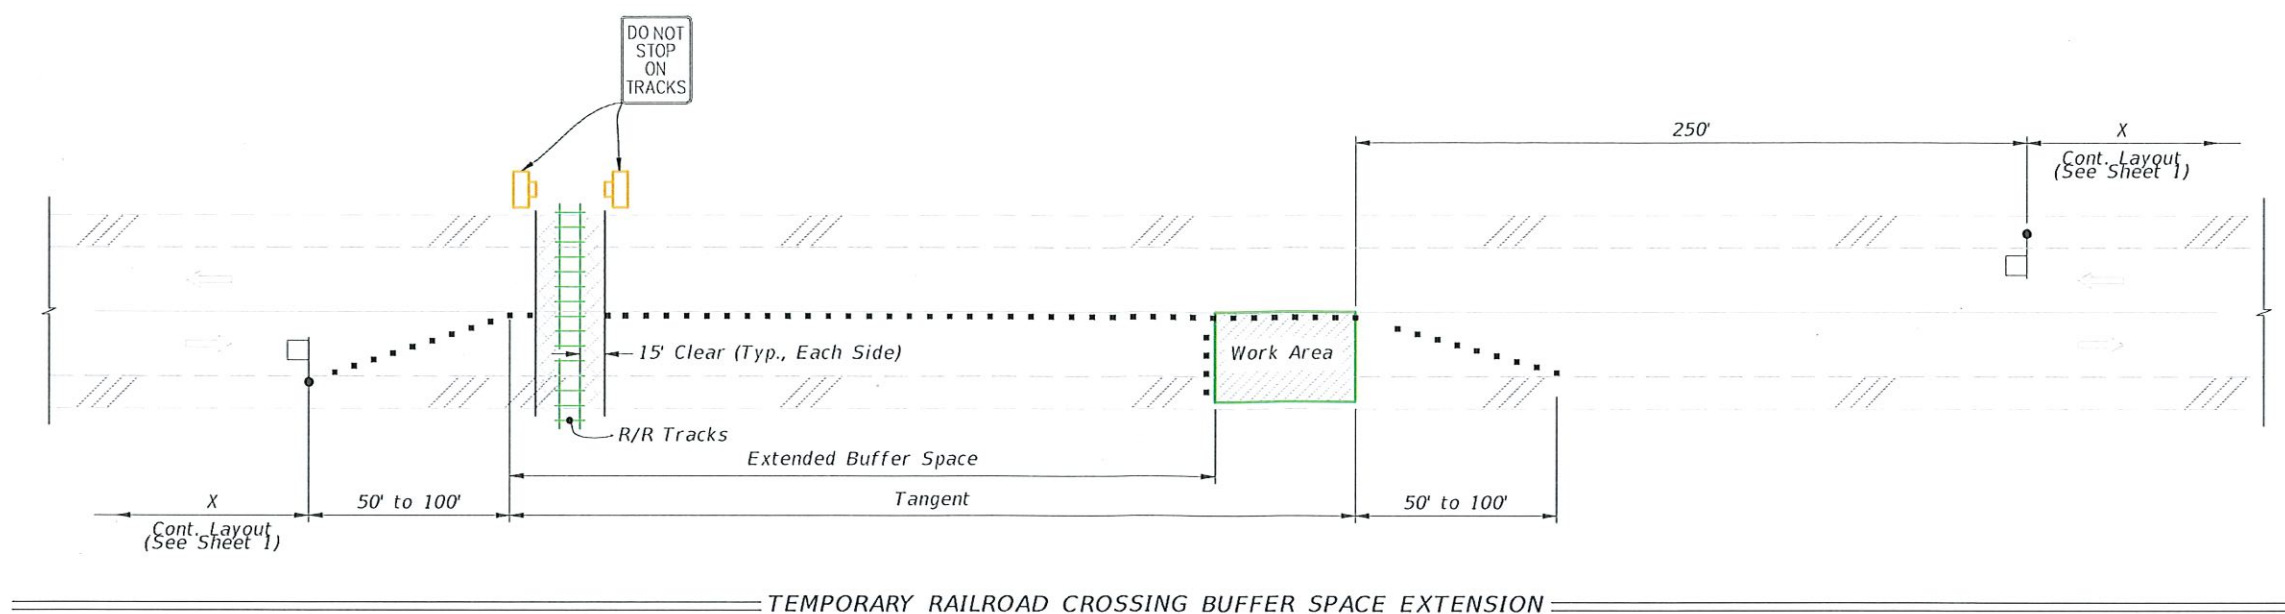 DO NOT
STOP
ON
TRACKS
250'
X
Cont. Layout
(See Sheet 1)
15' Clear (Typ., Each Side)
Work Area
R/R Tracks
Extended Buffer Space
X
50' to 100'
Tangent
50' to 100'
Cont. Layout
(See Sheet 1)
TEMPORARY RAILROAD CROSSING BUFFER SPACE EXTENSION